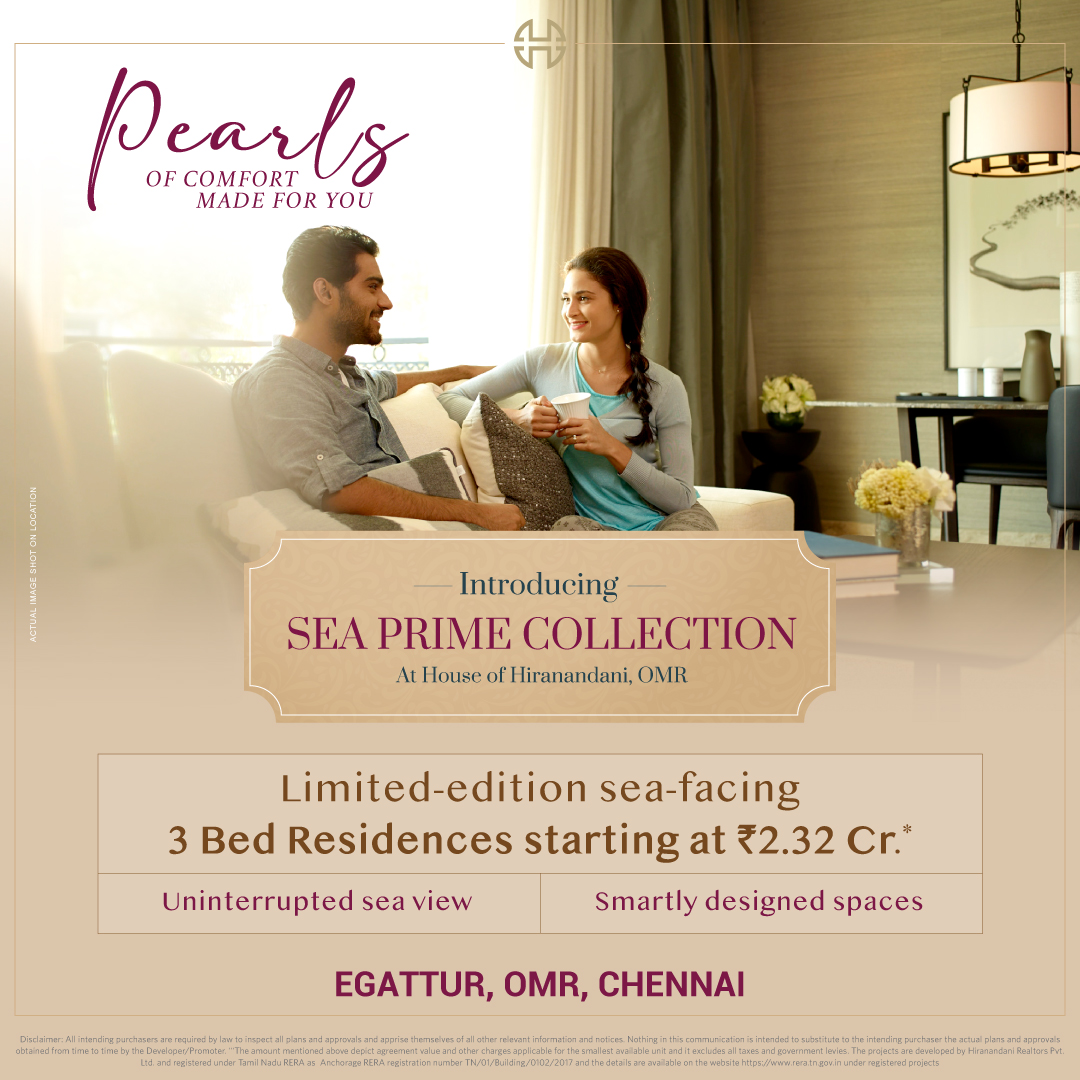 Pearls
OF COMFORT
MADE FOR YOU
ACTUAL IMAGE SHOT ON LOCATION
Introducing
SEA PRIME COLLECTION
At House of Hiranandani, OMR
Limited-edition sea-facing
3 Bed Residences starting at ₹2.32 Cr.*
Uninterrupted sea view
Smartly designed spaces
EGATTUR, OMR, CHENNAI
Disclaimer: All intending purchasers are required by law to inspect all plans and approvals and apprise themselves of all other relevant information and notices. Nothing in this communication is intended to substitute to the intending purchaser the actual plans and approvals
obtained from time to time by the Developer/Promoter. "*The amount mentioned above depict agreement value and other charges applicable for the smallest available unit and it excludes all taxes and government levies. The projects are developed by Hiranandani Realtors Pvt.
Ltd. and registered under Tamil Nadu RERA as Anchorage RERA registration number TN/01/Building/0102/2017 and the details are available on the website https://www.rera.tn.gov.in under registered projects